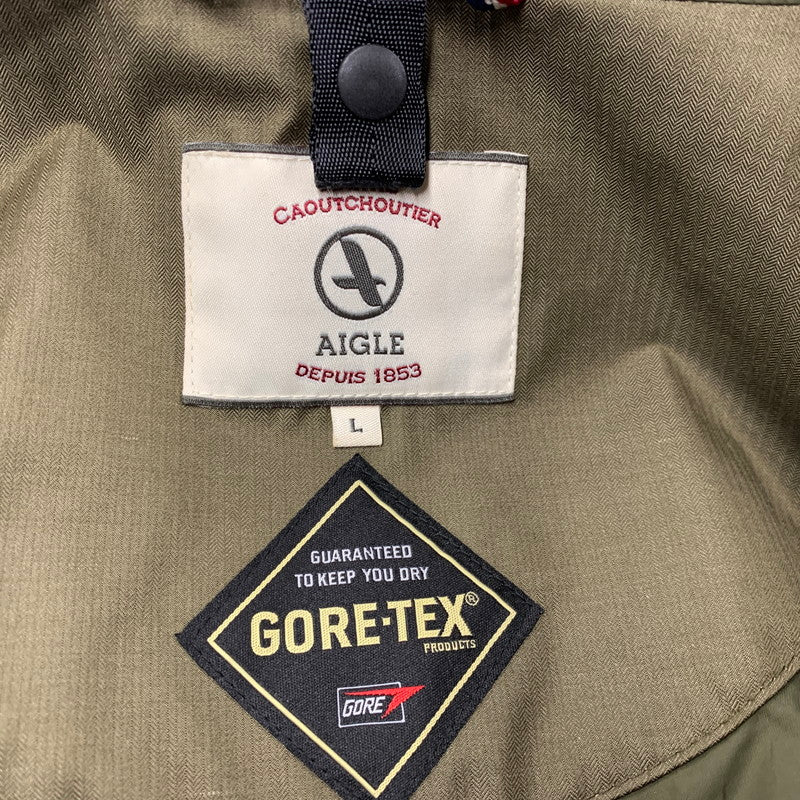 CAOUTCHOUTIER
AIGLE
DEPUIS 1853
L
GUARANTEED
TO KEEP YOU DRY
GORE-TEX®
PRODUCTS
GORE